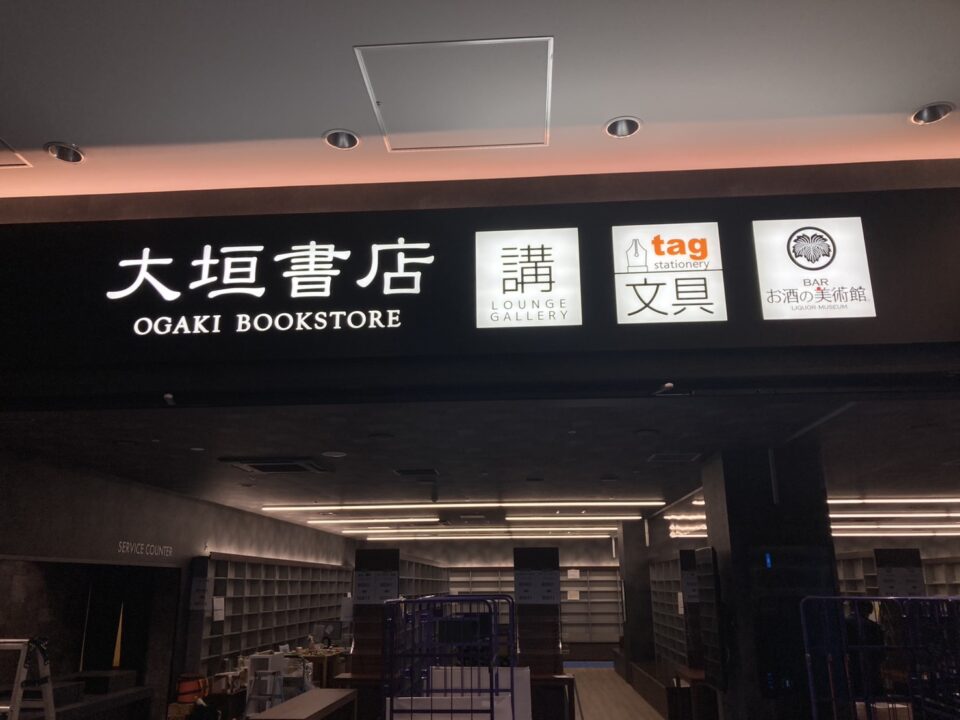 大垣書店
OGAKI BOOKSTORE
講
LOUNGE
GALLERY
tag
stationery
文具
BAR
お酒の美術館
LIQUOR MUSEUM
SERVICE COUNTER